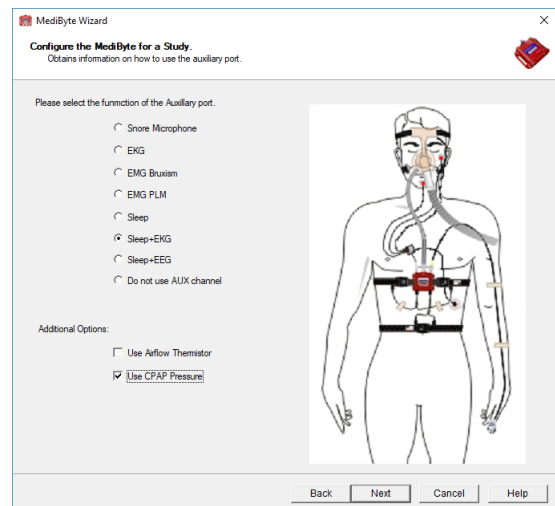 MediByte Wizard
Configure the MediByte for a Study.
Obtains information on how to use the auxiliary port.
Please select the funmction of the Auxillary port.
Snore Microphone
EKG
EMG Bruxism
EMG PLM
Sleep
Sleep+EKG
Sleep+EEG
Do not use AUX channel
Additional Options:
Use Airflow Thermistor
Use CPAP Pressure
Back Next Cancel Help